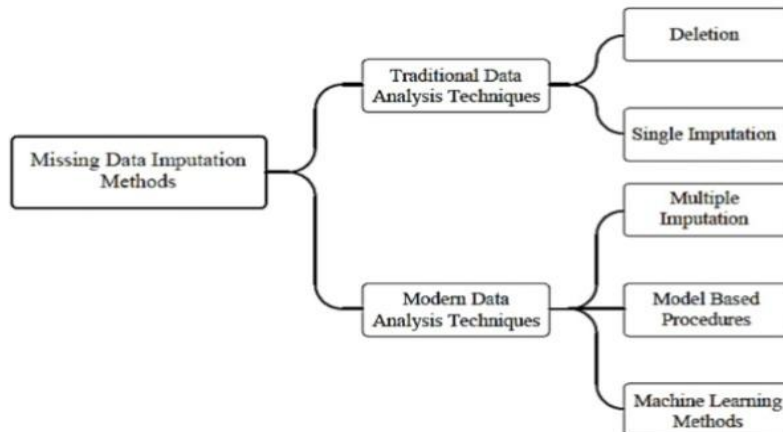 Deletion
Traditional Data
Analysis Techniques
Single Imputation
Missing Data Imputation
Methods
Multiple
Imputation
Modern Data
Analysis Techniques
Model Based
Procedures
Machine Learning
Methods